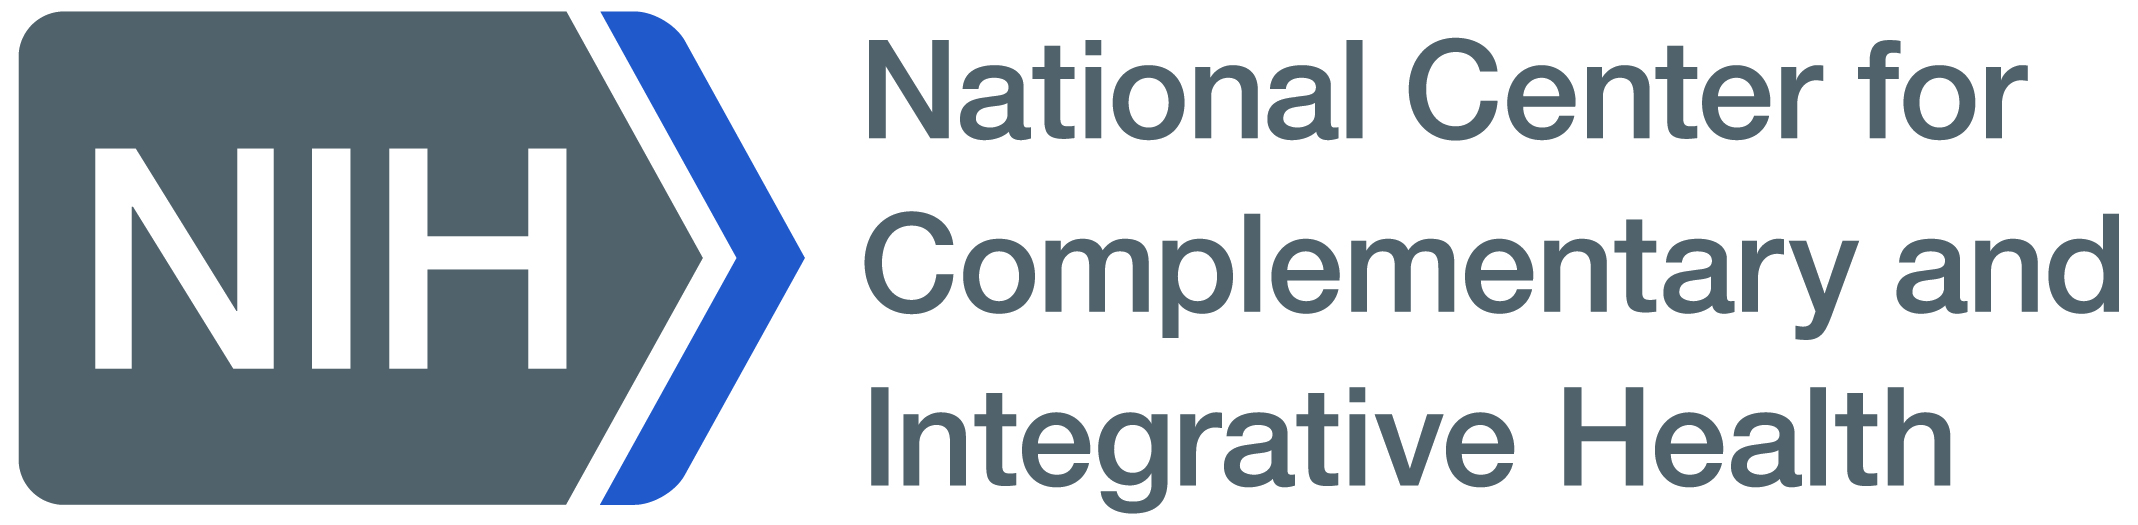 NIH
National Center for
Complementary and
Integrative Health